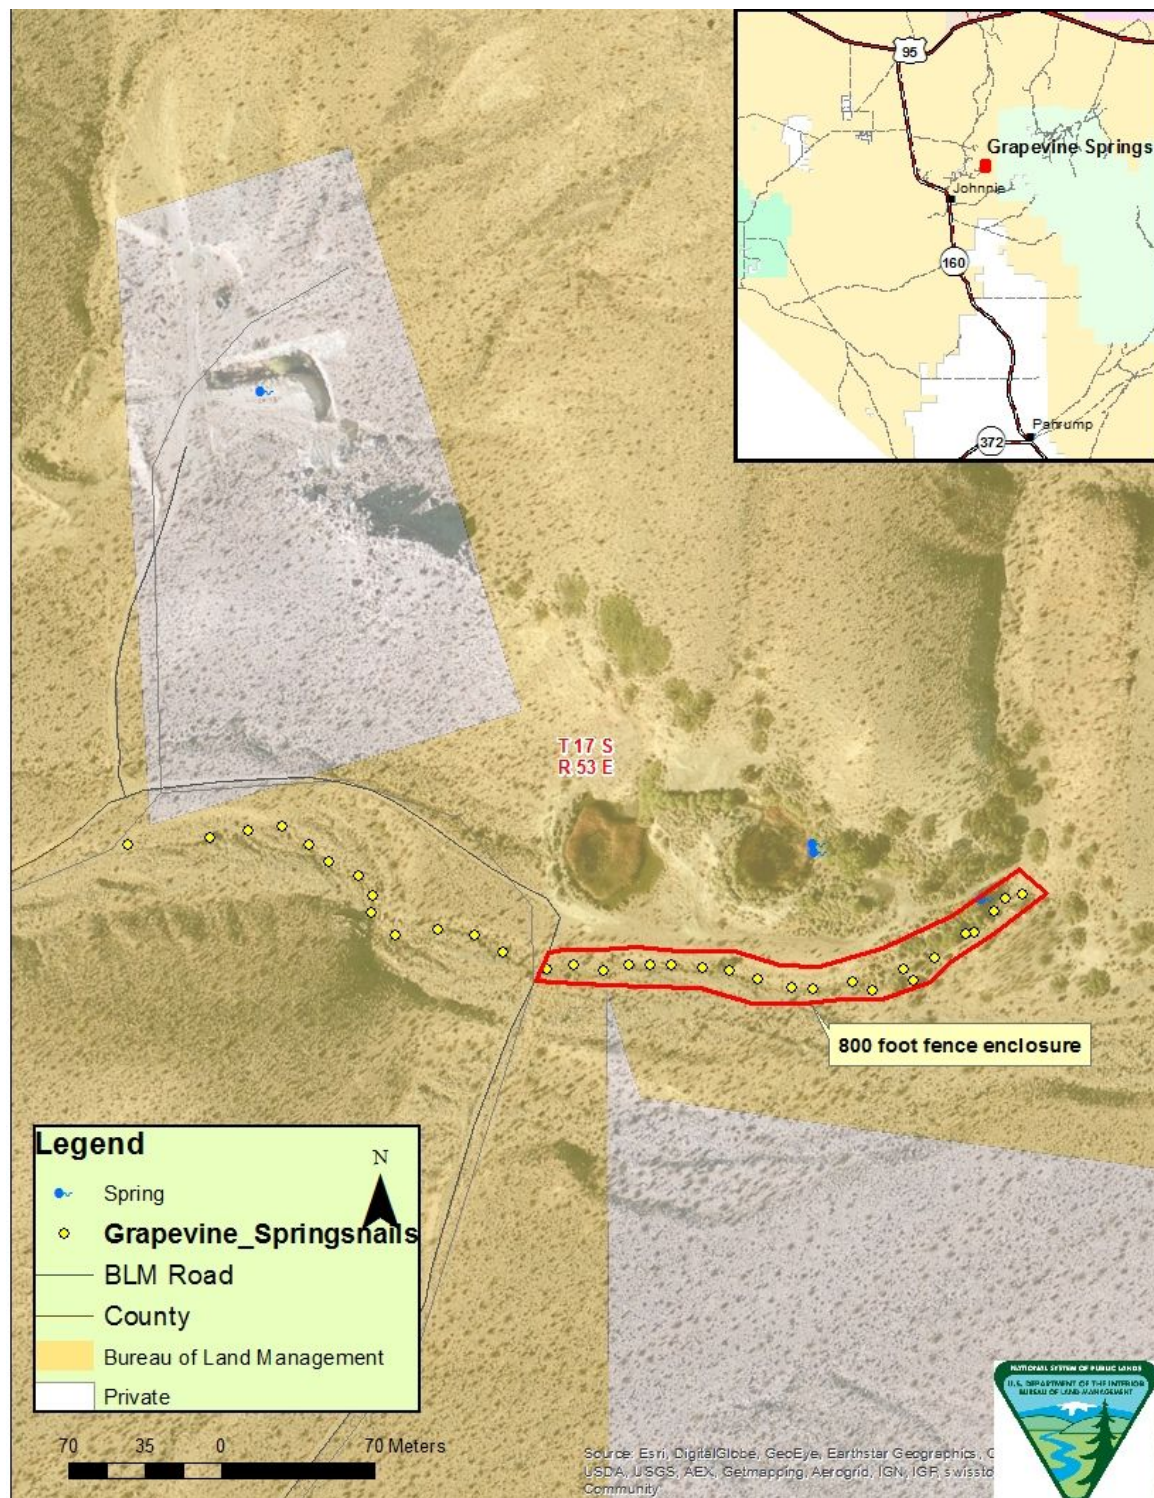 95
Grapevine Springs
Johnnie
160
Pahrump
372
T 17 S
R 53 E
800 foot fence enclosure
Legend
N
Spring
Grapevine_Springsnails
BLM Road
County
Bureau of Land Management
Private
70 35 0 70 Meters
Source: Esri, DigitalGlobe, GeoEye, Earthstar Geographics,
USDA, USGS, AEX, Getmapping, Aerogrid, IGN, IGP, swissto
Community
NATIONAL SYSTEM OF PUBLIC LANDS
U.S. DEPARTMENT OF THE INTERIOR
BUREAU OF LAND MANAGEMENT